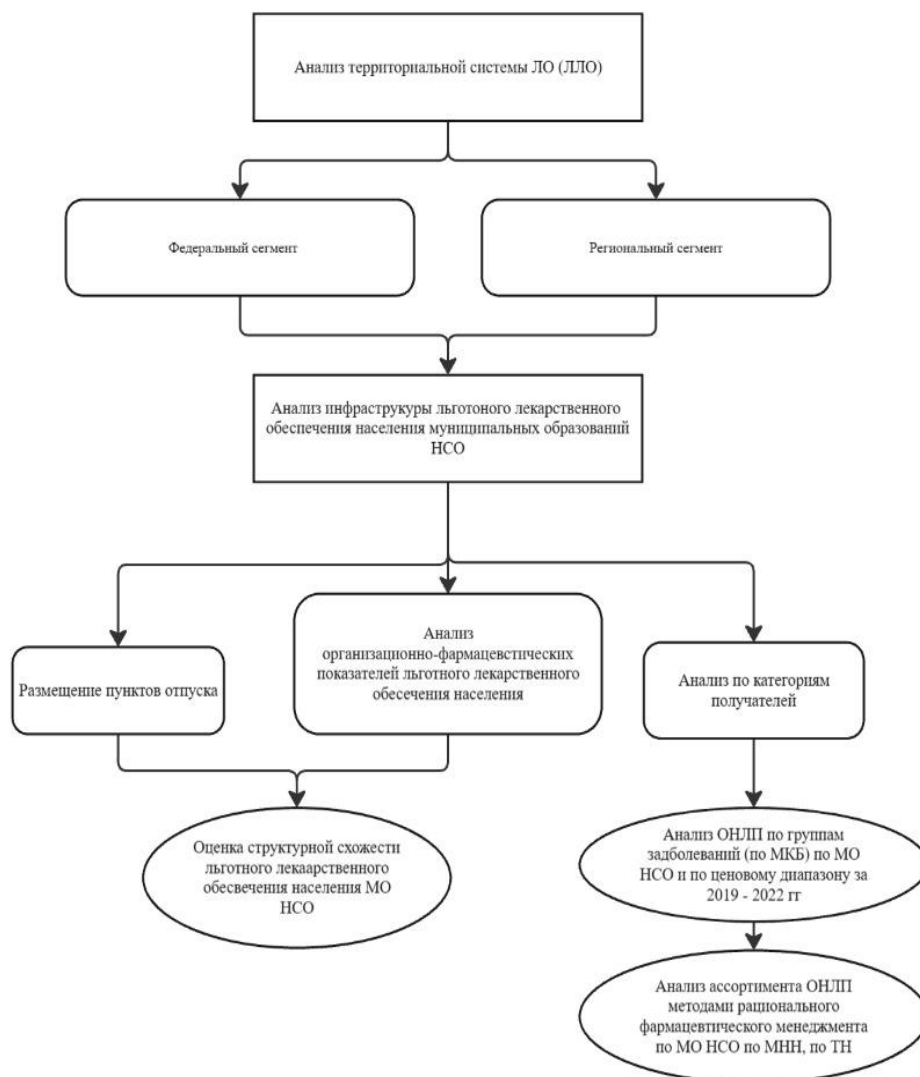 Анализ территориальной системы ЛО (ЛЛО)
Федеральный сегмент
Региональный сегмент
Анализ инфраструкуры льготоного лекарственного
обеспечения населения муниципальных образований
НСО
Размещение пунктов отпуска
Анализ
организационно-фармацевстических
показателей льготного лекарственного
обесечения населения
Анализ по категориям
получателей
Оценка структурной схожести
льготного лекаарственного
обесвечения населения МО
НСО
Анализ ОНЛП по группам
задболеваний (по МКБ) по МО
НСО и по ценовому диапазону за
2019 - 2022 гг
Анализ ассортимента ОНЛП
методами рационального
фармацевтического менеджмента
по МО НСО по МНН, по ТН